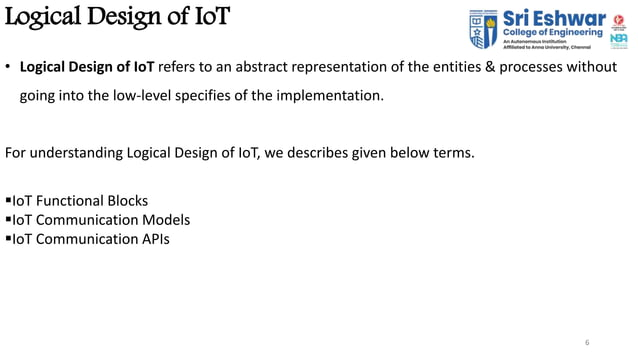 Logical Design of IoT
Sri Eshwar
College of Engineering
An Autonomous Institution
Affiliated to Anna University, Chennai
NBA
• Logical Design of IoT refers to an abstract representation of the entities & processes without
going into the low-level specifies of the implementation.
For understanding Logical Design of IoT, we describes given below terms.
▪IoT Functional Blocks
▪IoT Communication Models
▪IoT Communication APIs
6